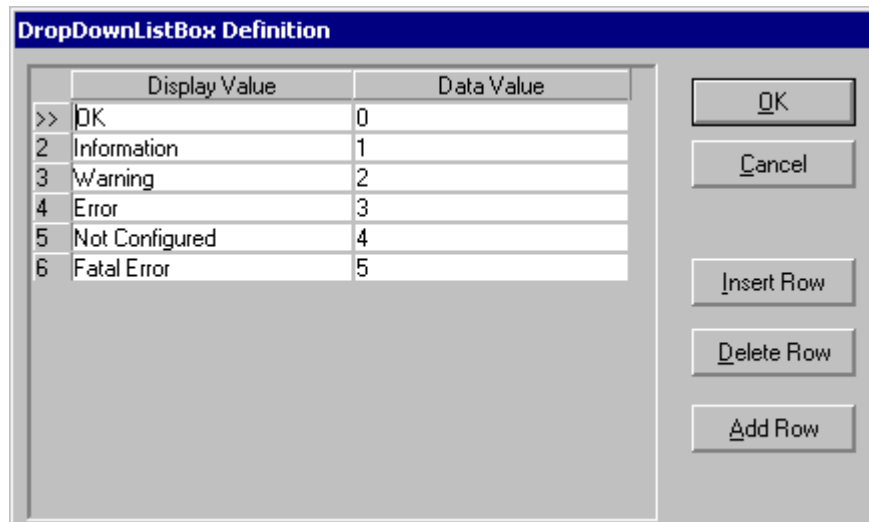 DropDownListBox Definition
Display Value Data Value
>> OK 0
2 Information 1
3 Warning 2
4 Error 3
5 Not Configured 4
6 Fatal Error 5
OK
Cancel
Insert Row
Delete Row
Add Row